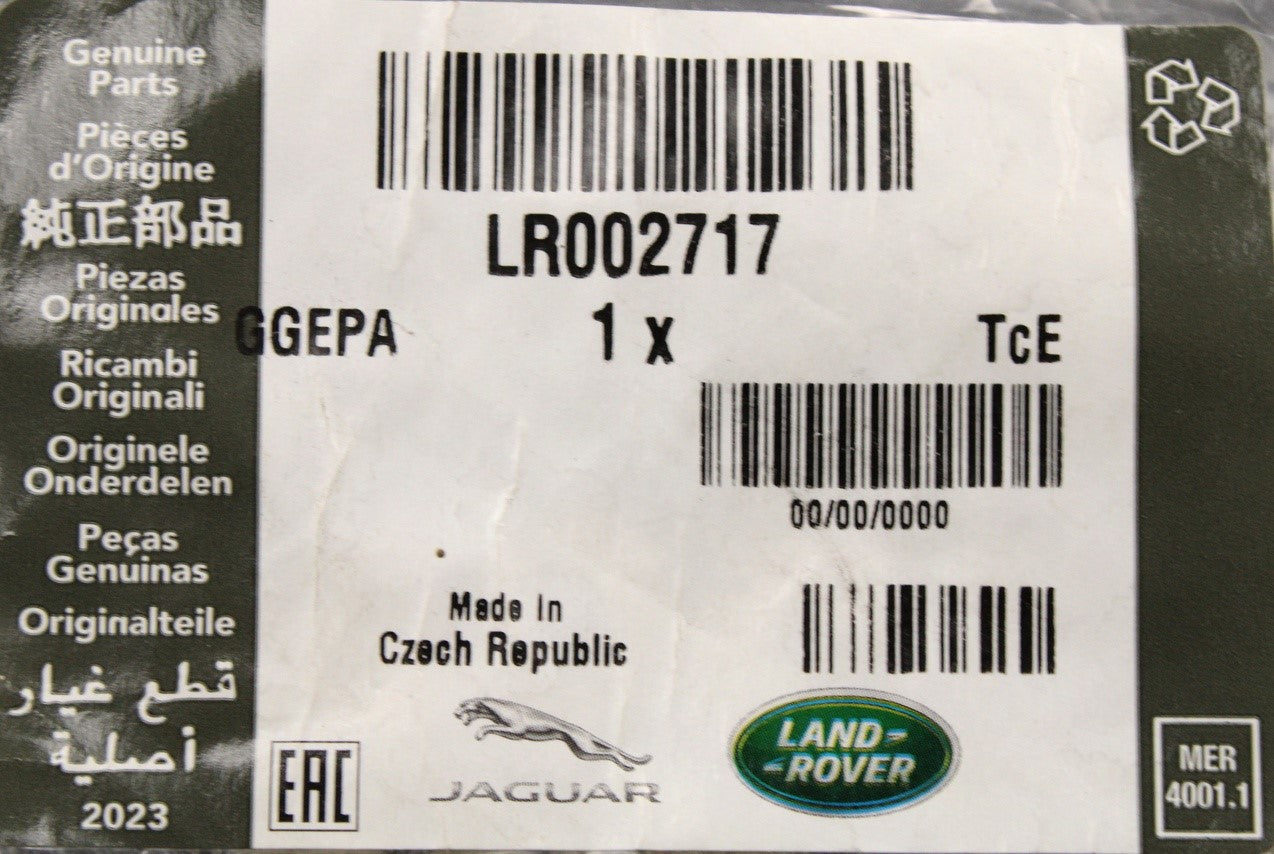 Genuine
Parts
Pièces
d'Origine
純正部品
Piezas
Originales
Ricambi
Originali
Originele
Onderdelen
Peças
Genuinas
Originalteile
قطع غيار
أصلية
2023
LR002717
GGEPA 1 x TcE
00/00/0000
Made In
Czech Republic
EAC
JAGUAR
LAND-
-ROVER
MER
4001.1